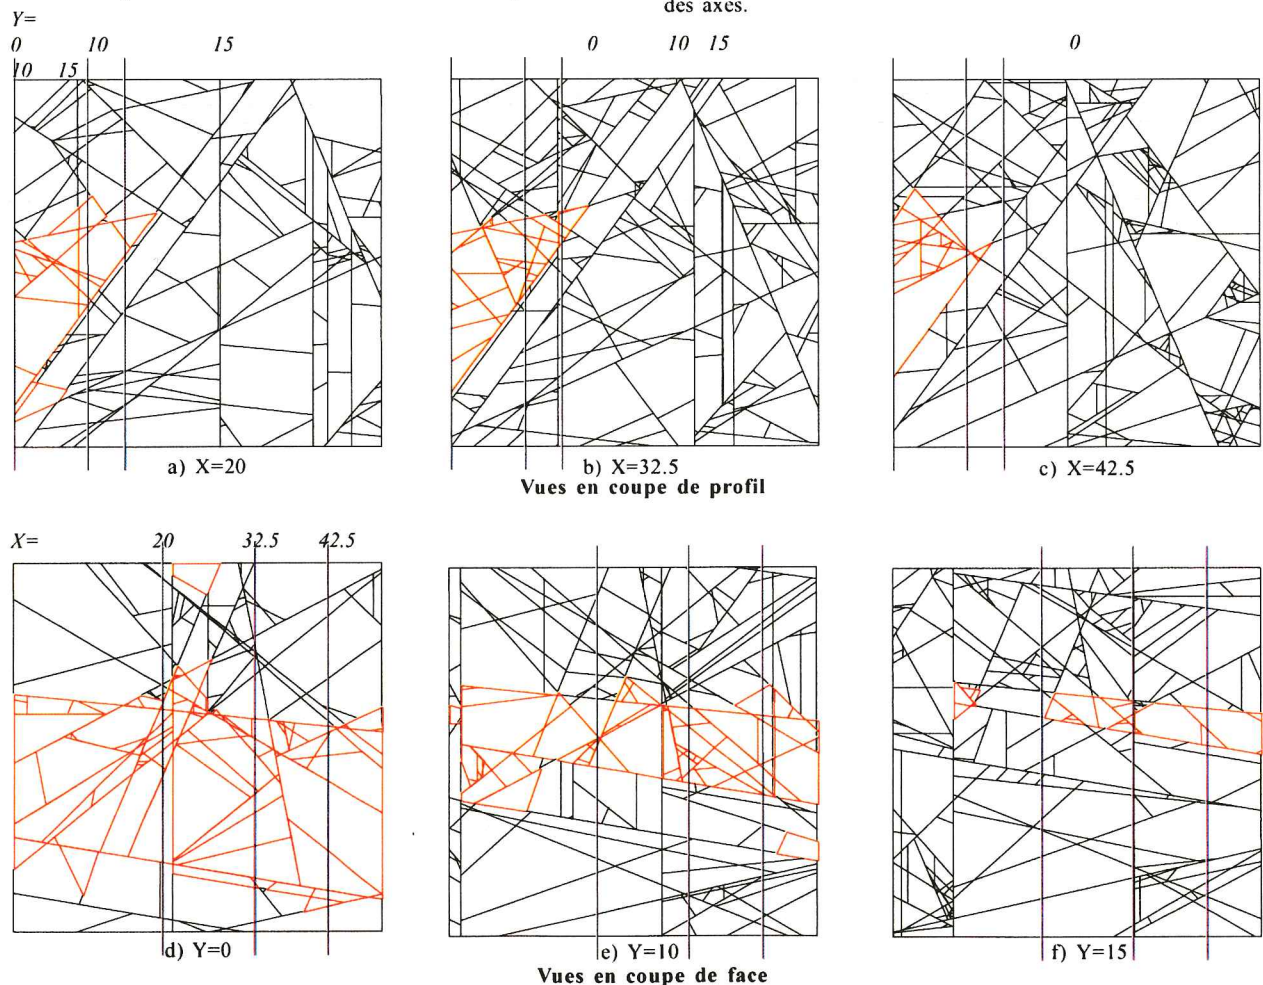 des axes.
Y=
0 10 15 0 10 15 0
10 15
a) X=20 b) X=32.5 c) X=42.5
Vues en coupe de profil
X= 20 32.5 42.5
d) Y=0 e) Y=10 f) Y=15
Vues en coupe de face